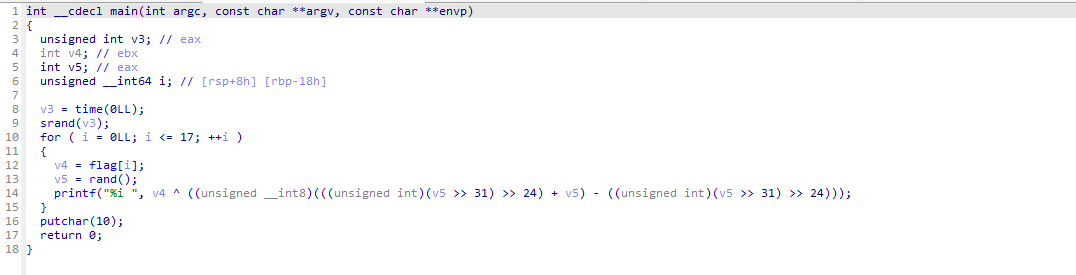 1 int __cdecl main(int argc, const char **argv, const char **envp)
2 {
3 unsigned int v3; // eax
4 int v4; // ebx
5 int v5; // eax
6 unsigned __int64 i; // [rsp+8h] [rbp-18h]
7
8 v3 = time(0LL);
9 srand(v3);
10 for ( i = 0LL; i <= 17; ++i )
11 {
12 v4 = flag[i];
13 v5 = rand();
14 printf("%i ", v4 ^ ((unsigned __int8)(((unsigned int)(v5 >> 31) >> 24) + v5) - ((unsigned int)(v5 >> 31) >> 24)));
15 }
16 putchar(10);
17 return 0;
18 }